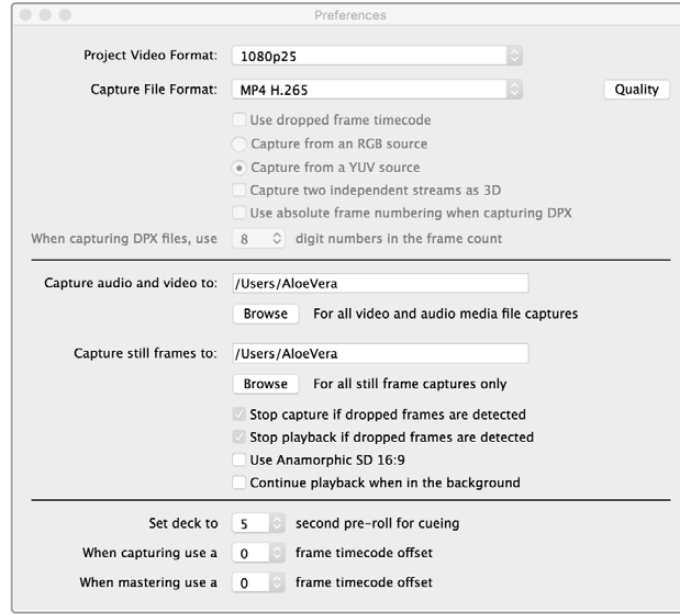 Preferences
Project Video Format: 1080p25
Capture File Format: MP4 H.265 Quality
Use dropped frame timecode
Capture from an RGB source
Capture from a YUV source
Capture two independent streams as 3D
Use absolute frame numbering when capturing DPX
When capturing DPX files, use 8 digit numbers in the frame count
Capture audio and video to: /Users/AloeVera
Browse For all video and audio media file captures
Capture still frames to: /Users/AloeVera
Browse For all still frame captures only
Stop capture if dropped frames are detected
Stop playback if dropped frames are detected
Use Anamorphic SD 16:9
Continue playback when in the background
Set deck to 5 second pre-roll for cueing
When capturing use a 0 frame timecode offset
When mastering use a 0 frame timecode offset